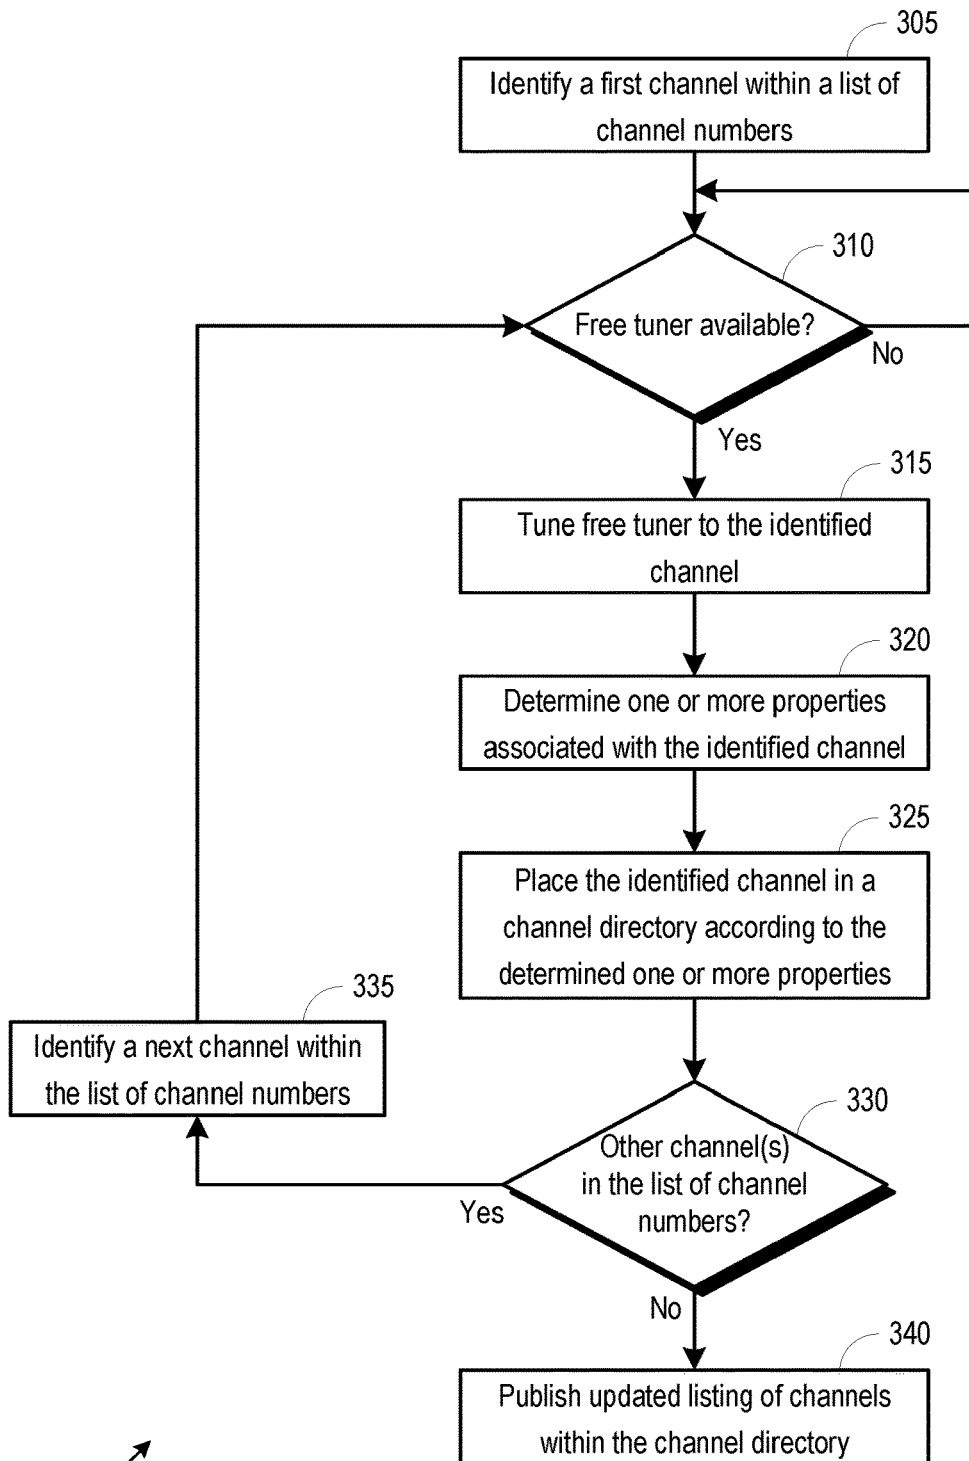 305
Identify a first channel within a list of
channel numbers
310
Free tuner available?
No
Yes
315
Tune free tuner to the identified
channel
320
Determine one or more properties
associated with the identified channel
325
Place the identified channel in a
channel directory according to the
determined one or more properties
335
Identify a next channel within
the list of channel numbers
330
Other channel(s)
in the list of channel
numbers?
Yes
No
340
Publish updated listing of channels
within the channel directory